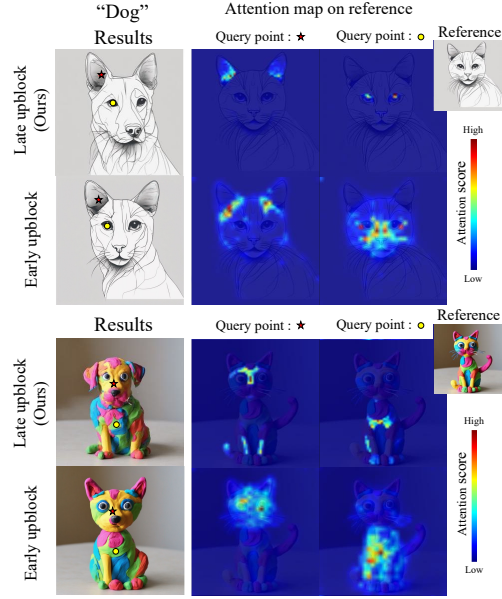 “Dog”
Attention map on reference
Results
Query point :
Query point :
Reference
Late upblock
(Ours)
Early upblock
High
Attention score
Low
Results
Query point :
Query point :
Reference
Late upblock
(Ours)
Early upblock
High
Attention score
Low